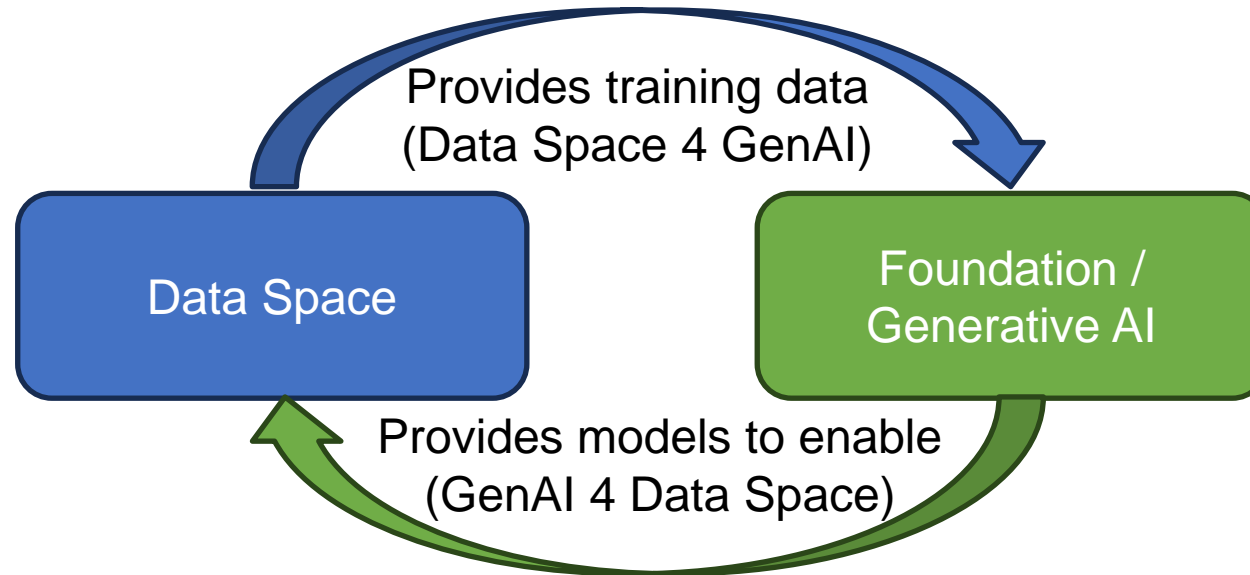 Provides training data
(Data Space 4 GenAI)
Data Space
Foundation /
Generative AI
Provides models to enable
(GenAI 4 Data Space)